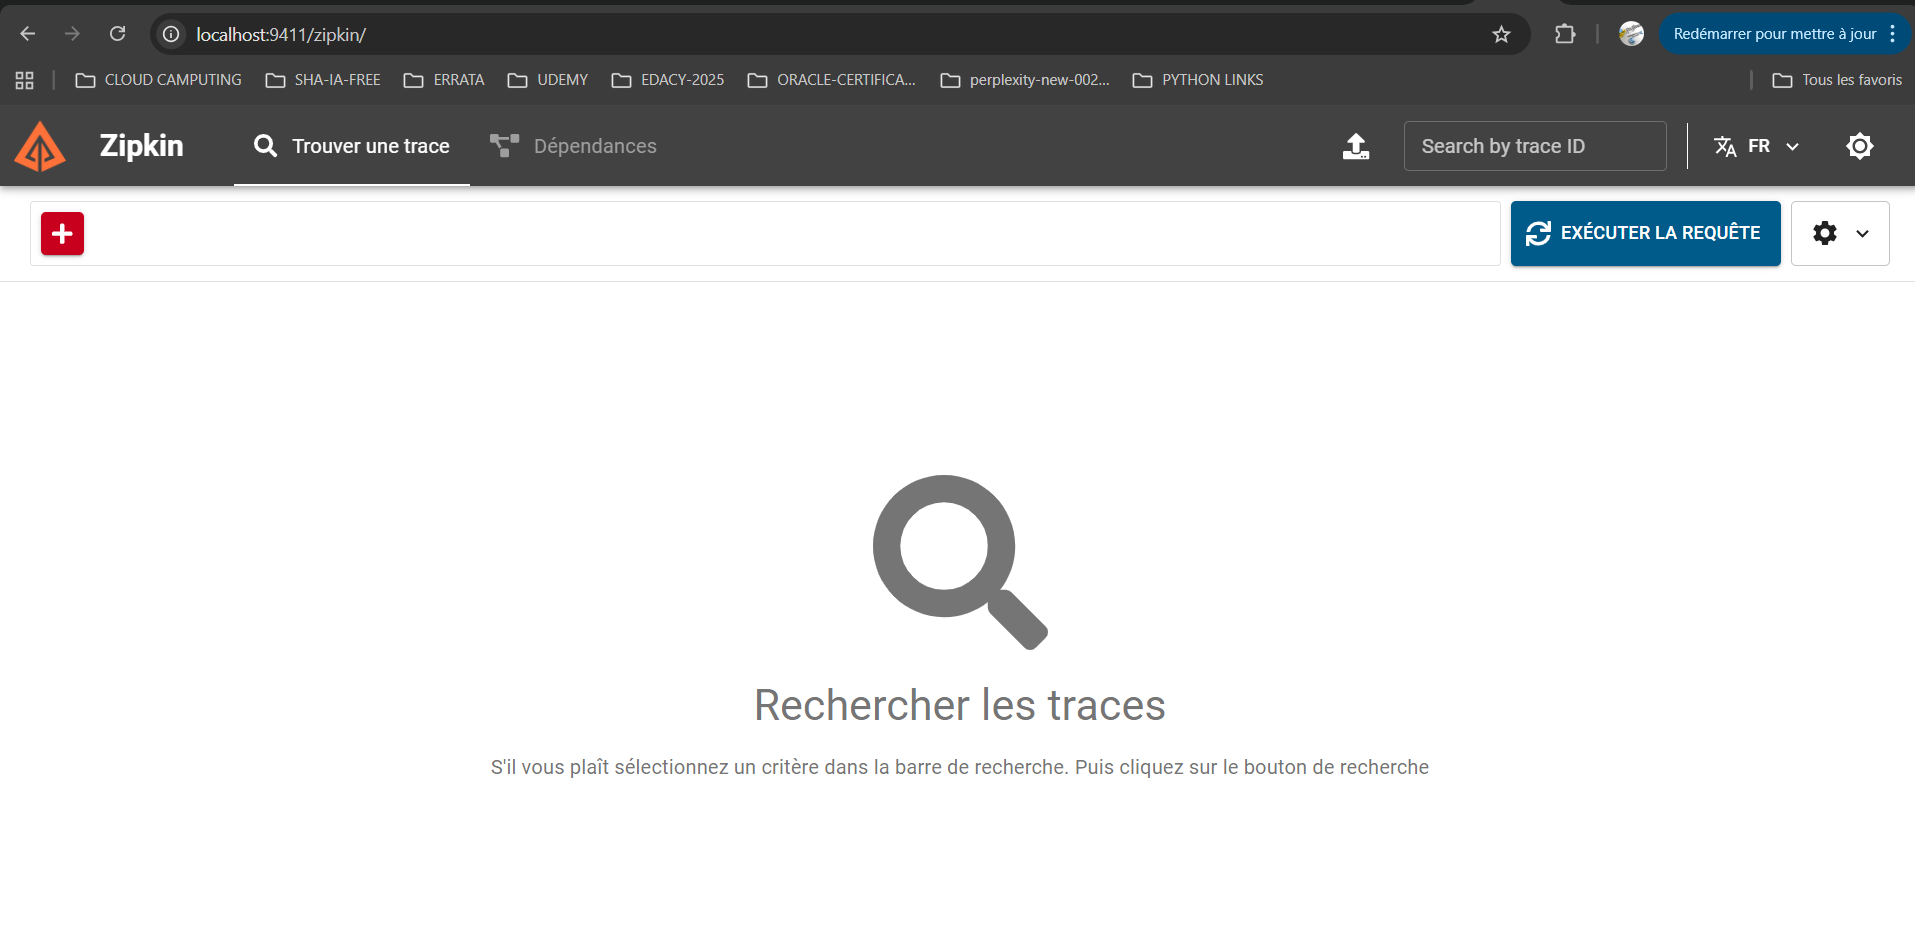 localhost:9411/zipkin/
Redémarrer pour mettre à jour
CLOUD CAMPUTING SHA-IA-FREE ERRATA UDEMY EDACY-2025 ORACLE-CERTIFICA... perplexity-new-002... PYTHON LINKS Tous les favoris
Zipkin Trouver une trace Dépendances Search by trace ID FR
EXÉCUTER LA REQUÊTE
Rechercher les traces
S'il vous plaît sélectionnez un critère dans la barre de recherche. Puis cliquez sur le bouton de recherche